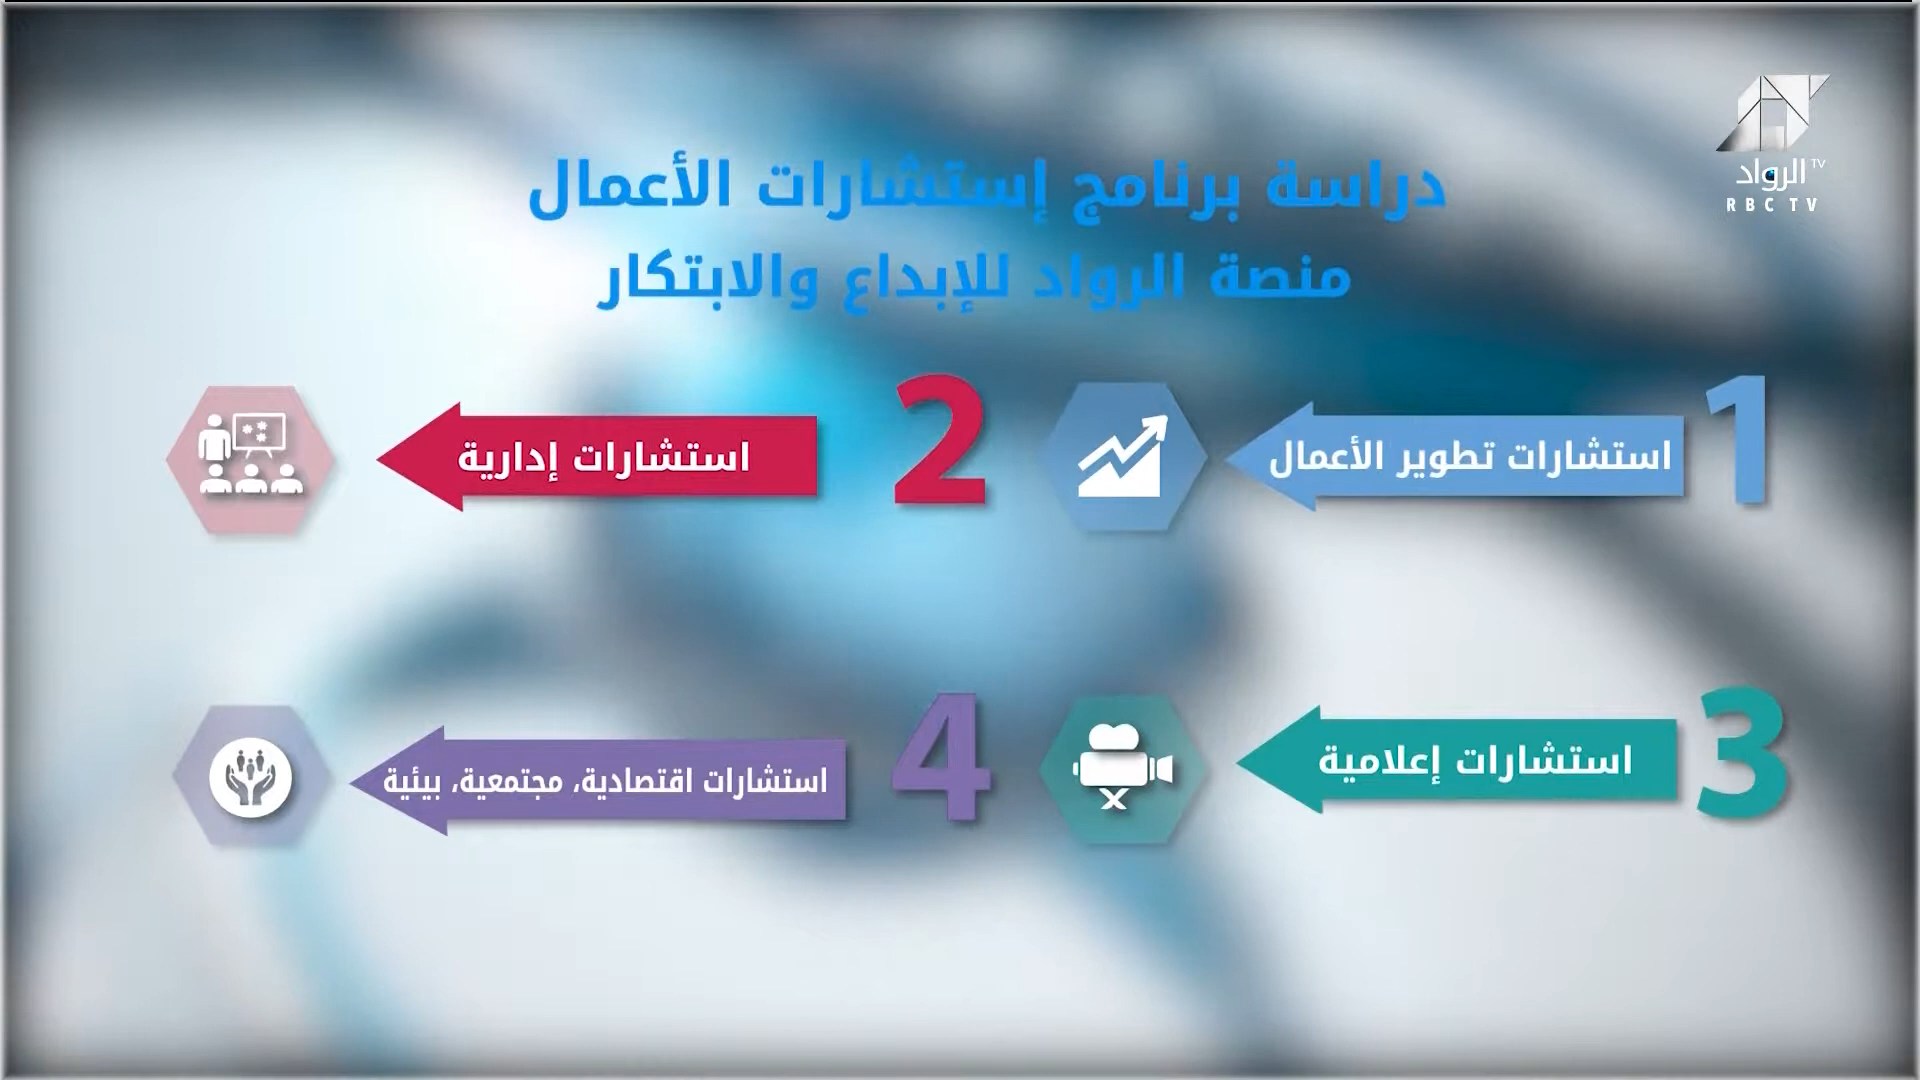 الرواد TV
RBC TV
دراسة برنامج إستشارات الأعمال
منصة الرواد للإبداع والابتكار
1
استشارات تطوير الأعمال
2
استشارات إدارية
3
استشارات إعلامية
4
استشارات اقتصادية، مجتمعية، بيئية